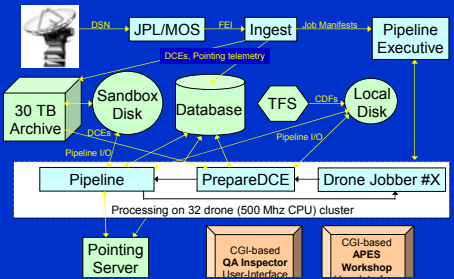 DSN
JPL/MOS
FEI
Ingest
Job Manifests
Pipeline
Executive
DCEs, Pointing telemetry
30 TB
Archive
Sandbox
Disk
Database
TFS
CDFs
Local
Disk
DCEs
Pipeline I/O
Pipeline I/O
Pipeline
PrepareDCE
Drone Jobber #X
Processing on 32 drone (500 Mhz CPU) cluster
Pointing
Server
CGI-based
QA Inspector
User-Interface
CGI-based
APES
Workshop